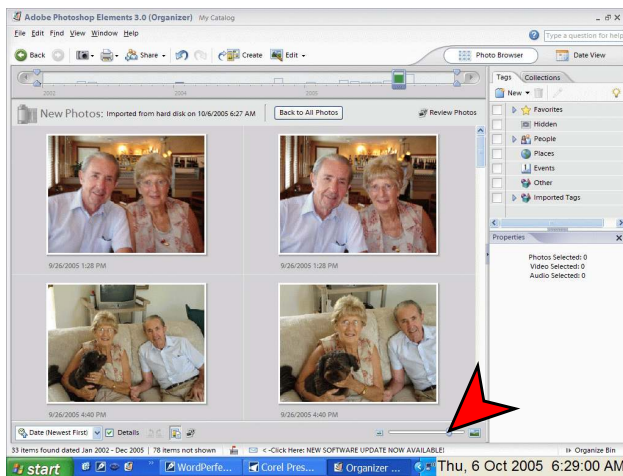 Adobe Photoshop Elements 3.0 (Organizer) My Catalog
File Edit Find View Window Help
Type a question for help
Back Share Create Edit Photo Browser Date View
2002 2004 2005
Tags Collections
New
New Photos: Imported from hard disk on 10/6/2005 6:27 AM Back to All Photos Review Photos
Favorites
Hidden
People
Places
Events
Other
Imported Tags
Properties
Photos Selected: 0
Video Selected: 0
Audio Selected: 0
9/26/2005 1:28 PM 9/26/2005 1:28 PM
9/26/2005 4:40 PM 9/26/2005 4:40 PM
Date (Newest First) Details
33 items found dated Jan 2002 - Dec 2005 | 78 items not shown < -Click Here: NEW SOFTWARE UPDATE NOW AVAILABLE! Organize Bin
start WordPerfe... Corel Pres... Organizer ... Thu, 6 Oct 2005 6:29:00 AM